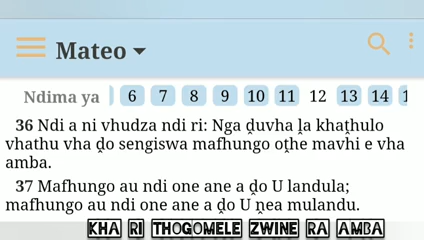 Mateo
Ndima ya 6 7 8 9 10 11 12 13 14 1
36 Ndi a ni vhudza ndi ri: Nga ḓuvha ḽa khaṱhulo
vhathu vha ḓo sengiswa mafhungo oṱhe mavhi e vha
amba.
37 Mafhungo au ndi one ane a ḓo U landula;
mafhungo au ndi one ane a ḓo U ṋea mulandu.
KHA RI THOGOMELE ZWINE RA AMBA